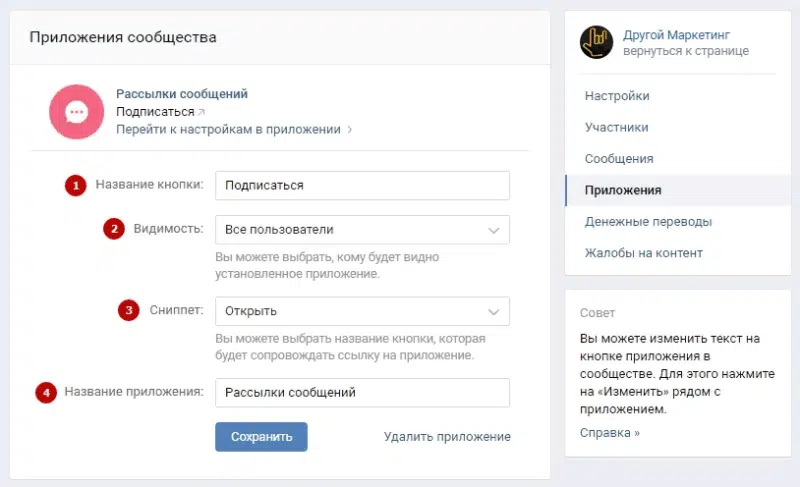 Приложения сообщества
Рассылки сообщений
Подписаться
Перейти к настройкам в приложении
1 Название кнопки: Подписаться
2 Видимость: Все пользователи
Вы можете выбрать, кому будет видно
установленное приложение.
3 Сниппет: Открыть
Вы можете выбрать название кнопки, которая
будет сопровождать ссылку на приложение.
4 Название приложения: Рассылки сообщений
Сохранить Удалить приложение
Другой Маркетинг
вернуться к странице
Настройки
Участники
Сообщения
Приложения
Денежные переводы
Жалобы на контент
Совет
Вы можете изменить текст на
кнопке приложения в
сообществе. Для этого нажмите
на «Изменить» рядом с
приложением.
Справка »